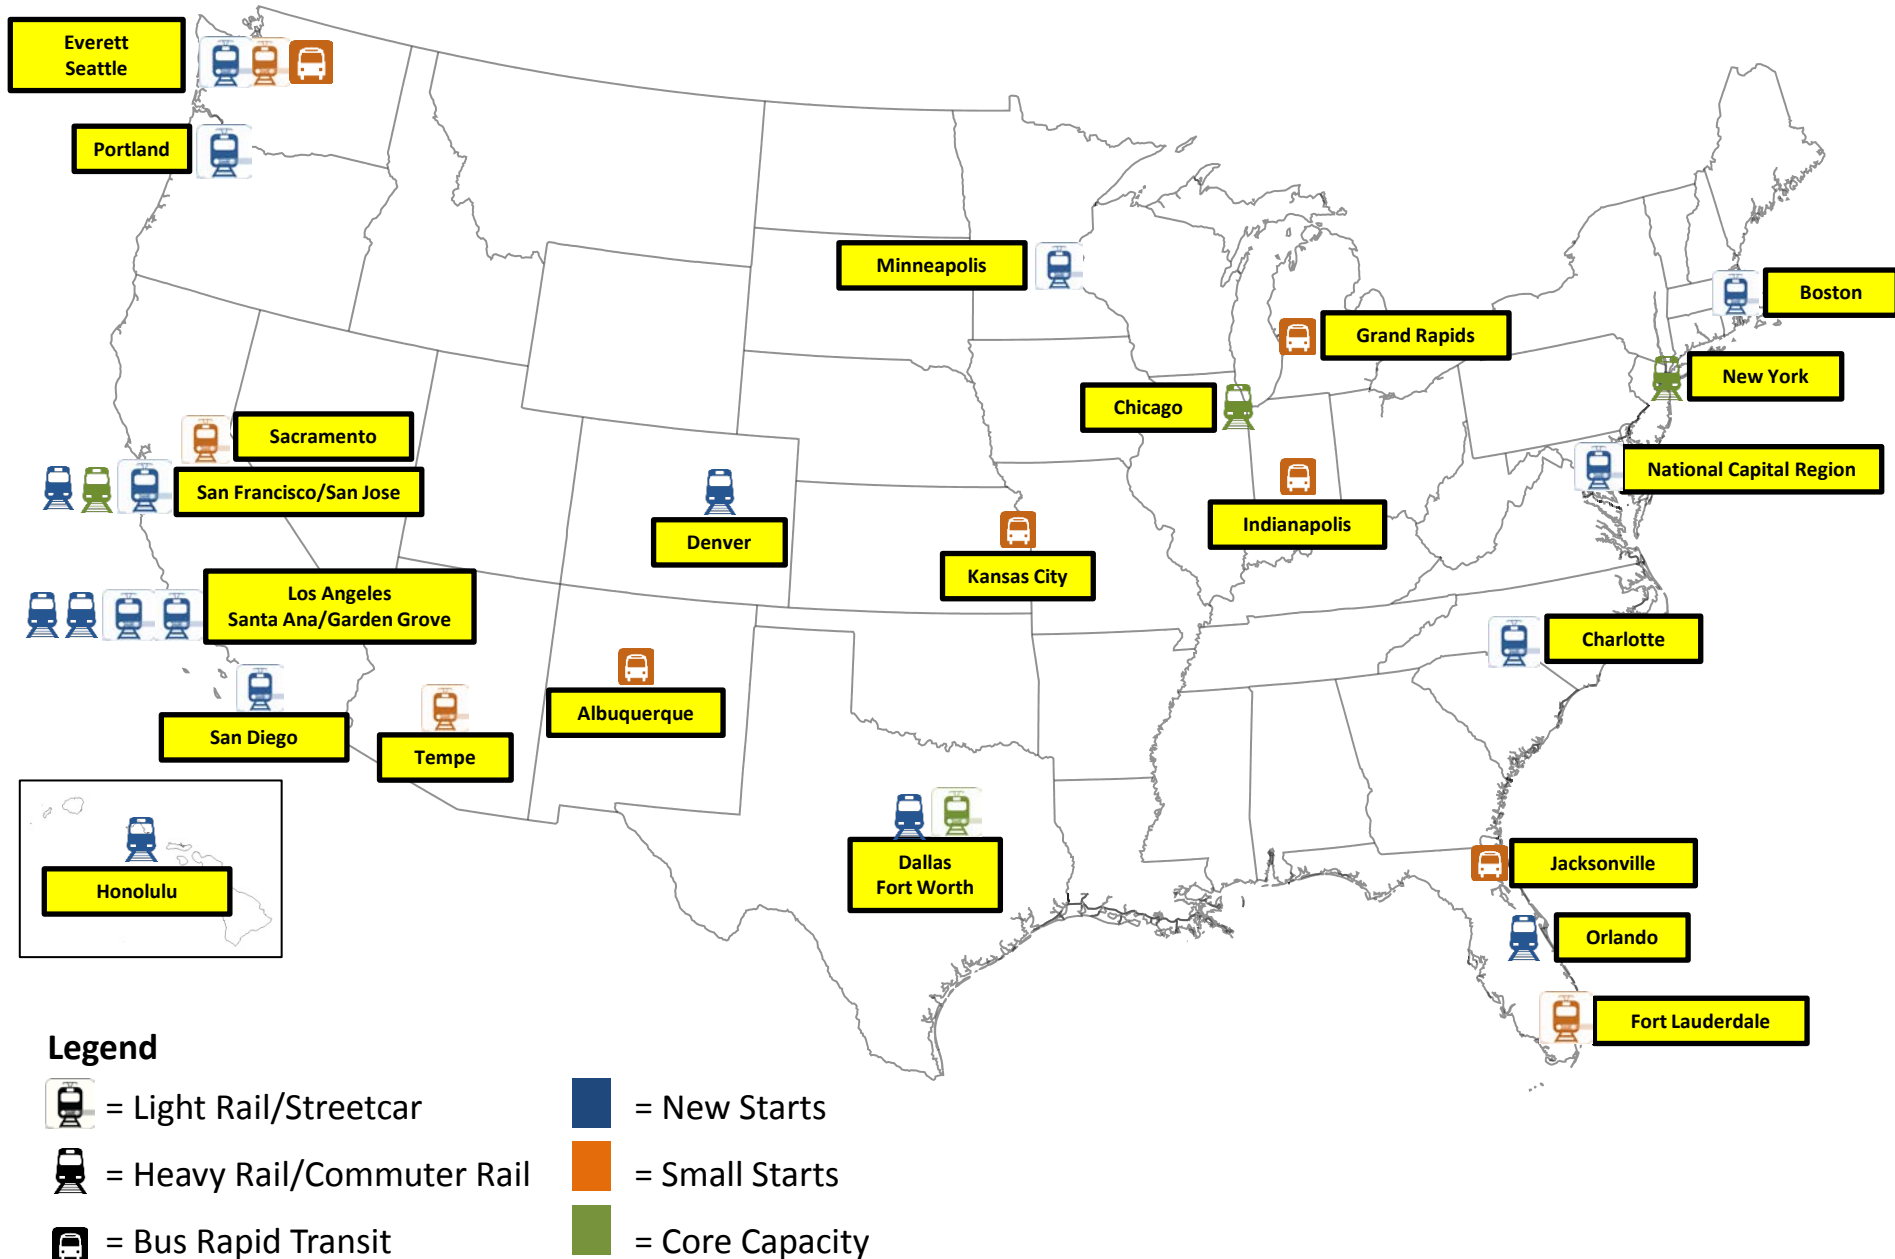 Everett
Seattle
Portland
Minneapolis
Boston
Grand Rapids
New York
Chicago
Sacramento
National Capital Region
San Francisco/San Jose
Indianapolis
Denver
Kansas City
Los Angeles
Santa Ana/Garden Grove
Charlotte
Albuquerque
San Diego
Tempe
Dallas
Fort Worth
Jacksonville
Honolulu
Orlando
Fort Lauderdale
Legend
= Light Rail/Streetcar
= New Starts
= Heavy Rail/Commuter Rail
= Small Starts
= Bus Rapid Transit
= Core Capacity